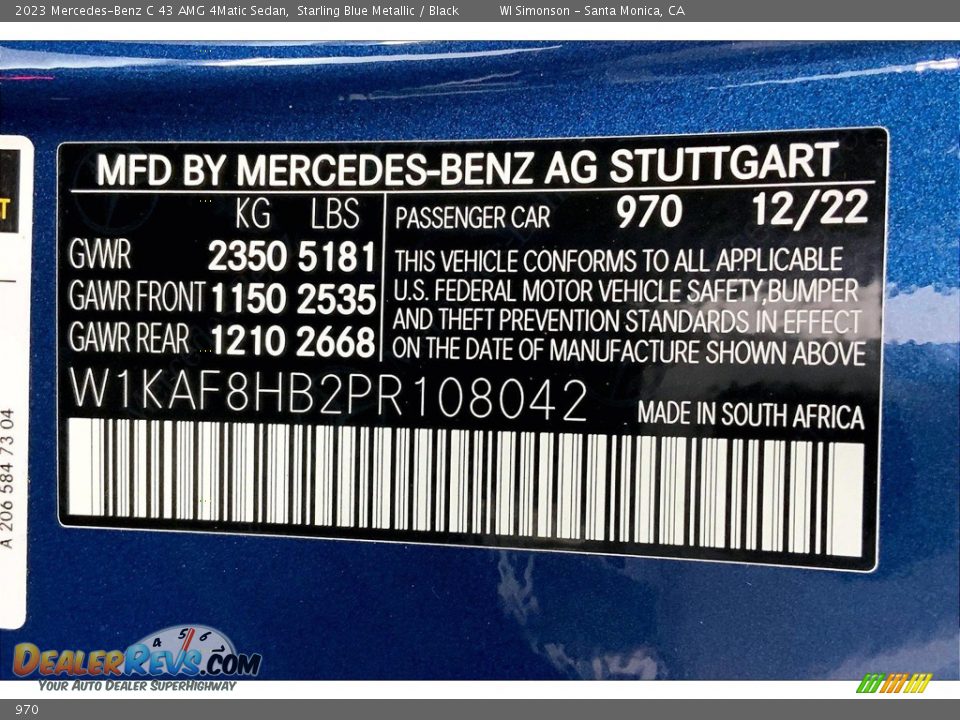 2023 Mercedes-Benz C 43 AMG 4Matic Sedan, Starling Blue Metallic / Black WI Simonson - Santa Monica, CA
MFD BY MERCEDES-BENZ AG STUTTGART
KG LBS
GVWR 2350 5181
GAWR FRONT 1150 2535
GAWR REAR 1210 2668
PASSENGER CAR 970 12/22
THIS VEHICLE CONFORMS TO ALL APPLICABLE
U.S. FEDERAL MOTOR VEHICLE SAFETY, BUMPER
AND THEFT PREVENTION STANDARDS IN EFFECT
ON THE DATE OF MANUFACTURE SHOWN ABOVE
W1KAF8HB2PR108042
MADE IN SOUTH AFRICA
T
A 206 584 73 04
4 5 6
DEALERREVS.COM
YOUR AUTO DEALER SUPERHIGHWAY
970